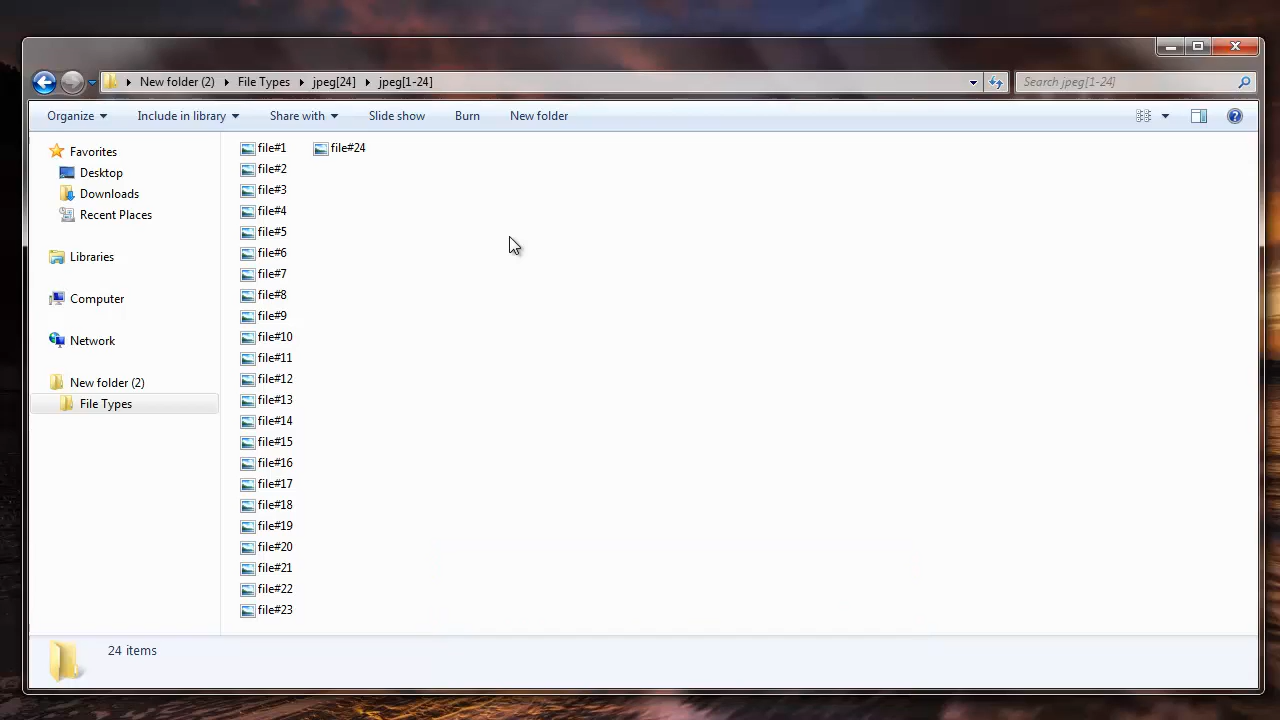 New folder (2) File Types jpeg[24] jpeg[1-24] Search jpeg[1-24]
Organize Include in library Share with Slide show Burn New folder
Favorites
Desktop
Downloads
Recent Places
Libraries
Computer
Network
New folder (2)
File Types
file#1
file#2
file#3
file#4
file#5
file#6
file#7
file#8
file#9
file#10
file#11
file#12
file#13
file#14
file#15
file#16
file#17
file#18
file#19
file#20
file#21
file#22
file#23
file#24
24 items